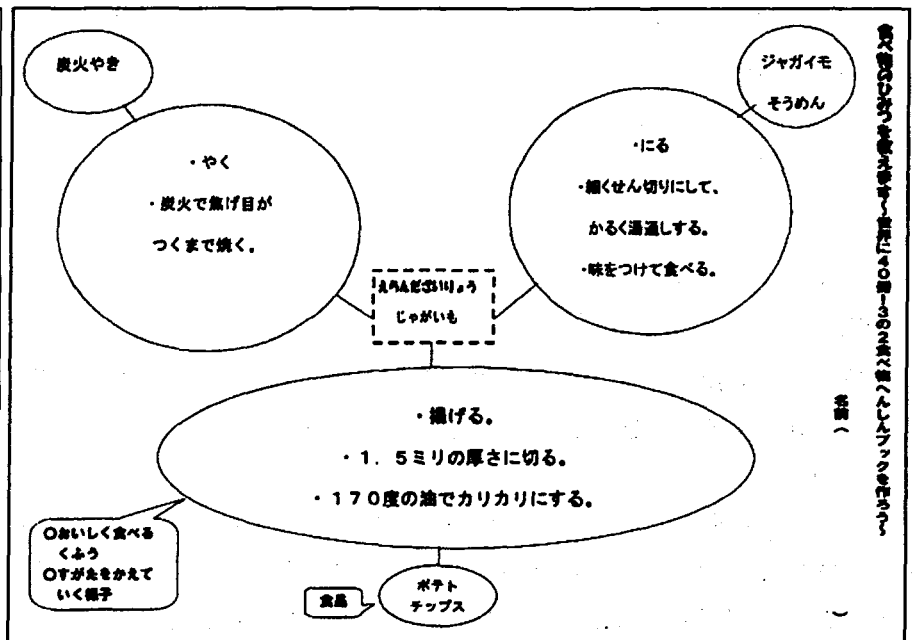 食べ物のひみつを教えます〜世界に40冊!3の2食べ物へんしんブックを作ろう〜
名前( )
ジャガイモ
そうめん
・にる
・細くせん切りにして、
かるく湯通しする。
・味をつけて食べる。
炭火やき
・やく
・炭火で焦げ目が
つくまで焼く。
えらんだざいりょう
じゃがいも
・揚げる。
・1.5ミリの厚さに切る。
・170度の油でカリカリにする。
〇おいしく食べる
くふう
〇すがたをかえて
いく様子
食品
ポテト
チップス